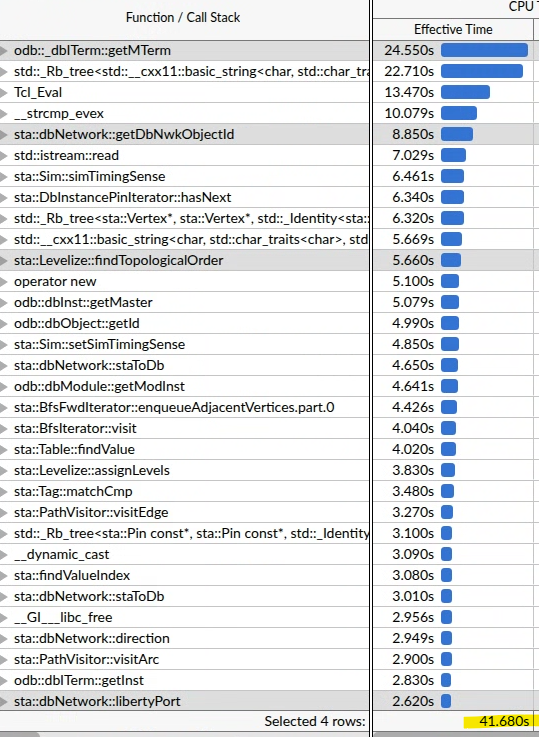 CPU T
Function / Call Stack
Effective Time
odb::_dbITerm::getMTerm 24.550s
std::_Rb_tree<std::__cxx11::basic_string<char, std::char_tra 22.710s
Tcl_Eval 13.470s
__strcmp_evex 10.079s
sta::dbNetwork::getDbNwkObjectId 8.850s
std::istream::read 7.029s
sta::Sim::simTimingSense 6.461s
sta::DbInstancePinIterator::hasNext 6.340s
std::_Rb_tree<sta::Vertex*, sta::Vertex*, std::_Identity<sta:: 6.320s
std::__cxx11::basic_string<char, std::char_traits<char>, std 5.669s
sta::Levelize::findTopologicalOrder 5.660s
operator new 5.100s
odb::dbInst::getMaster 5.079s
odb::dbObject::getId 4.990s
sta::Sim::setSimTimingSense 4.850s
sta::dbNetwork::staToDb 4.650s
odb::dbModule::getModInst 4.641s
sta::BfsFwdIterator::enqueueAdjacentVertices.part.0 4.426s
sta::BfsIterator::visit 4.040s
sta::Table::findValue 4.020s
sta::Levelize::assignLevels 3.830s
sta::Tag::matchCmp 3.480s
sta::PathVisitor::visitEdge 3.270s
std::_Rb_tree<sta::Pin const*, sta::Pin const*, std::_Identity 3.100s
__dynamic_cast 3.090s
sta::findValueIndex 3.080s
sta::dbNetwork::staToDb 3.010s
__GI___libc_free 2.956s
sta::dbNetwork::direction 2.949s
sta::PathVisitor::visitArc 2.900s
odb::dbITerm::getInst 2.830s
sta::dbNetwork::libertyPort 2.620s
Selected 4 rows: 41.680s